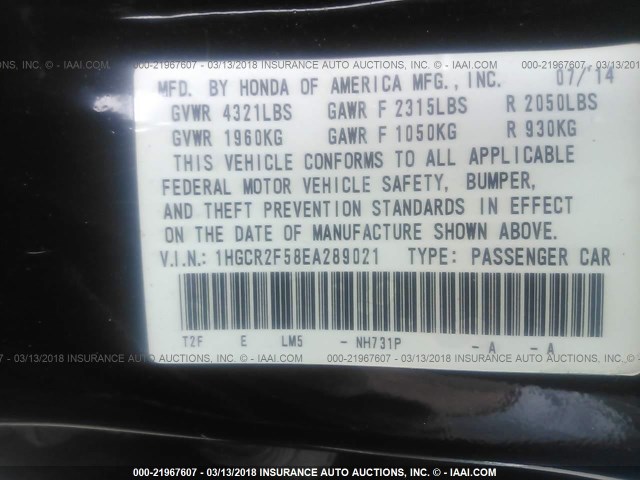 000-21967607 - 03/13/2018 INSURANCE AUTO AUCTIONS, INC. © - IAAI.COM
MFD. BY HONDA OF AMERICA MFG., INC. 07/'14
GVWR 4321LBS GAWR F 2315LBS R 2050LBS
GVWR 1960KG GAWR F 1050KG R 930KG
THIS VEHICLE CONFORMS TO ALL APPLICABLE
FEDERAL MOTOR VEHICLE SAFETY, BUMPER,
AND THEFT PREVENTION STANDARDS IN EFFECT
ON THE DATE OF MANUFACTURE SHOWN ABOVE.
V.I.N.: 1HGCR2F58EA289021 TYPE: PASSENGER CAR
T2F E LM5 - NH731P - A - A
000-21967607 - 03/13/2018 INSURANCE AUTO AUCTIONS, INC. © - IAAI.COM
000-21967607 - 03/13/2018 INSURANCE AUTO AUCTIONS, INC. © - IAAI.COM